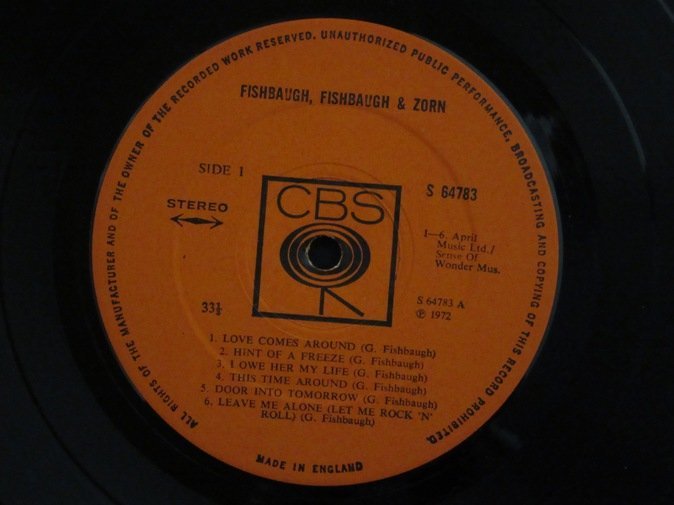 ALL RIGHTS OF THE MANUFACTURER AND OF THE OWNER OF THE RECORDED WORK RESERVED. UNAUTHORIZED PUBLIC PERFORMANCE, BROADCASTING AND COPYING OF THIS RECORD PROHIBITED.
FISHBAUGH, FISHBAUGH & ZORN
SIDE 1
S 64783
STEREO
CBS
1—6. April
Music Ltd./
Sense Of
Wonder Mus.
33⅓
S 64783 A
℗ 1972
1. LOVE COMES AROUND (G. Fishbaugh)
2. HINT OF A FREEZE (G. Fishbaugh)
3. I OWE HER MY LIFE (G. Fishbaugh)
4. THIS TIME AROUND (G. Fishbaugh)
5. DOOR INTO TOMORROW (G. Fishbaugh)
6. LEAVE ME ALONE (LET ME ROCK 'N'
ROLL) (G. Fishbaugh)
MADE IN ENGLAND